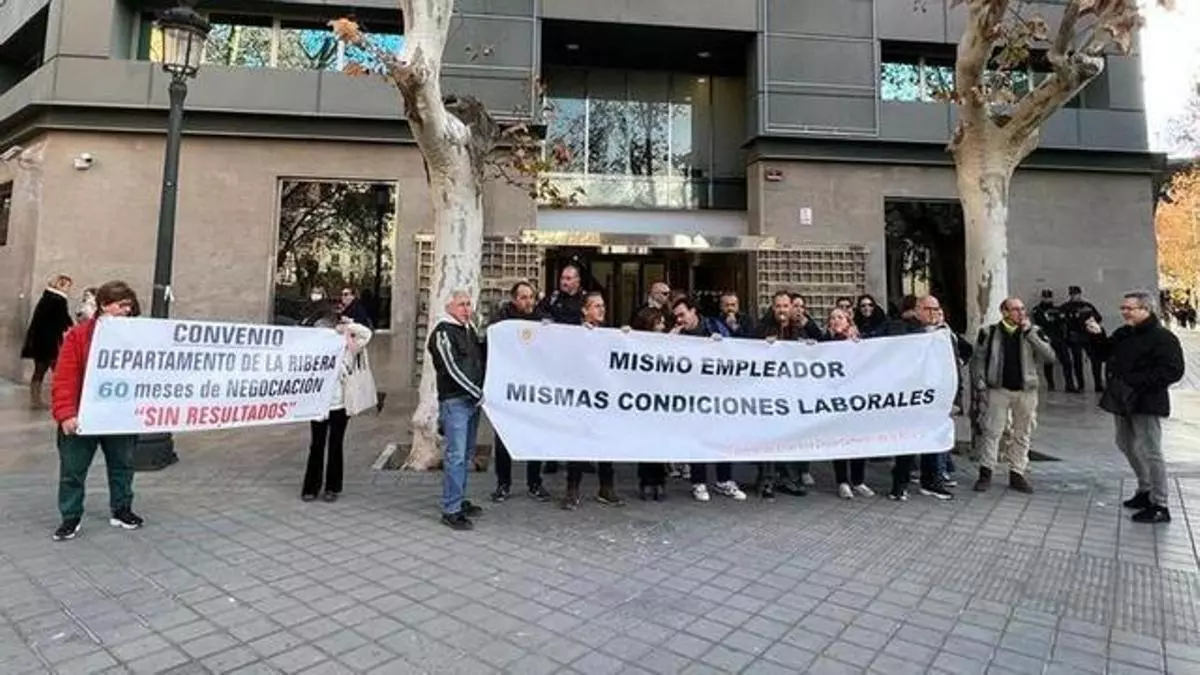 CONVENIO
DEPARTAMENTO DE LA RIBERA
60 meses de NEGOCIACIÓN
"SIN RESULTADOS"
MISMO EMPLEADOR
MISMAS CONDICIONES LABORALES